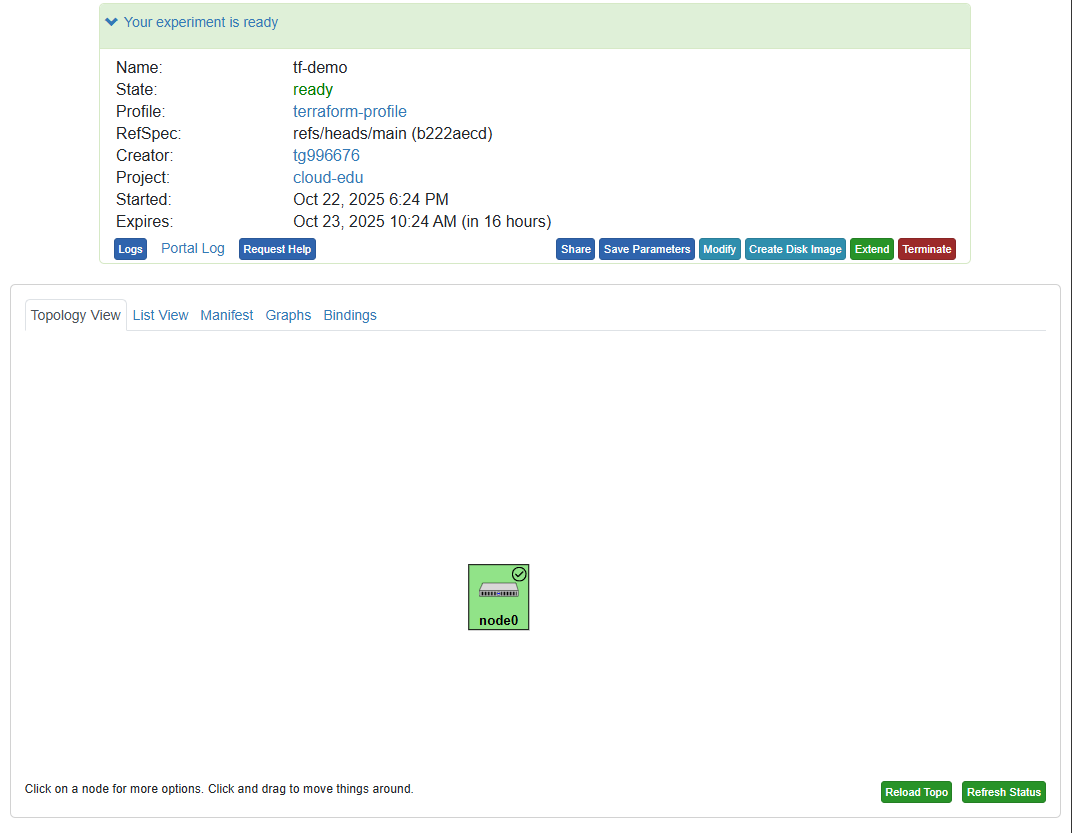 Your experiment is ready
Name: tf-demo
State: ready
Profile: terraform-profile
RefSpec: refs/heads/main (b222aecd)
Creator: tg996676
Project: cloud-edu
Started: Oct 22, 2025 6:24 PM
Expires: Oct 23, 2025 10:24 AM (in 16 hours)
Logs Portal Log Request Help Share Save Parameters Modify Create Disk Image Extend Terminate
Topology View List View Manifest Graphs Bindings
node0
Click on a node for more options. Click and drag to move things around. Reload Topo Refresh Status